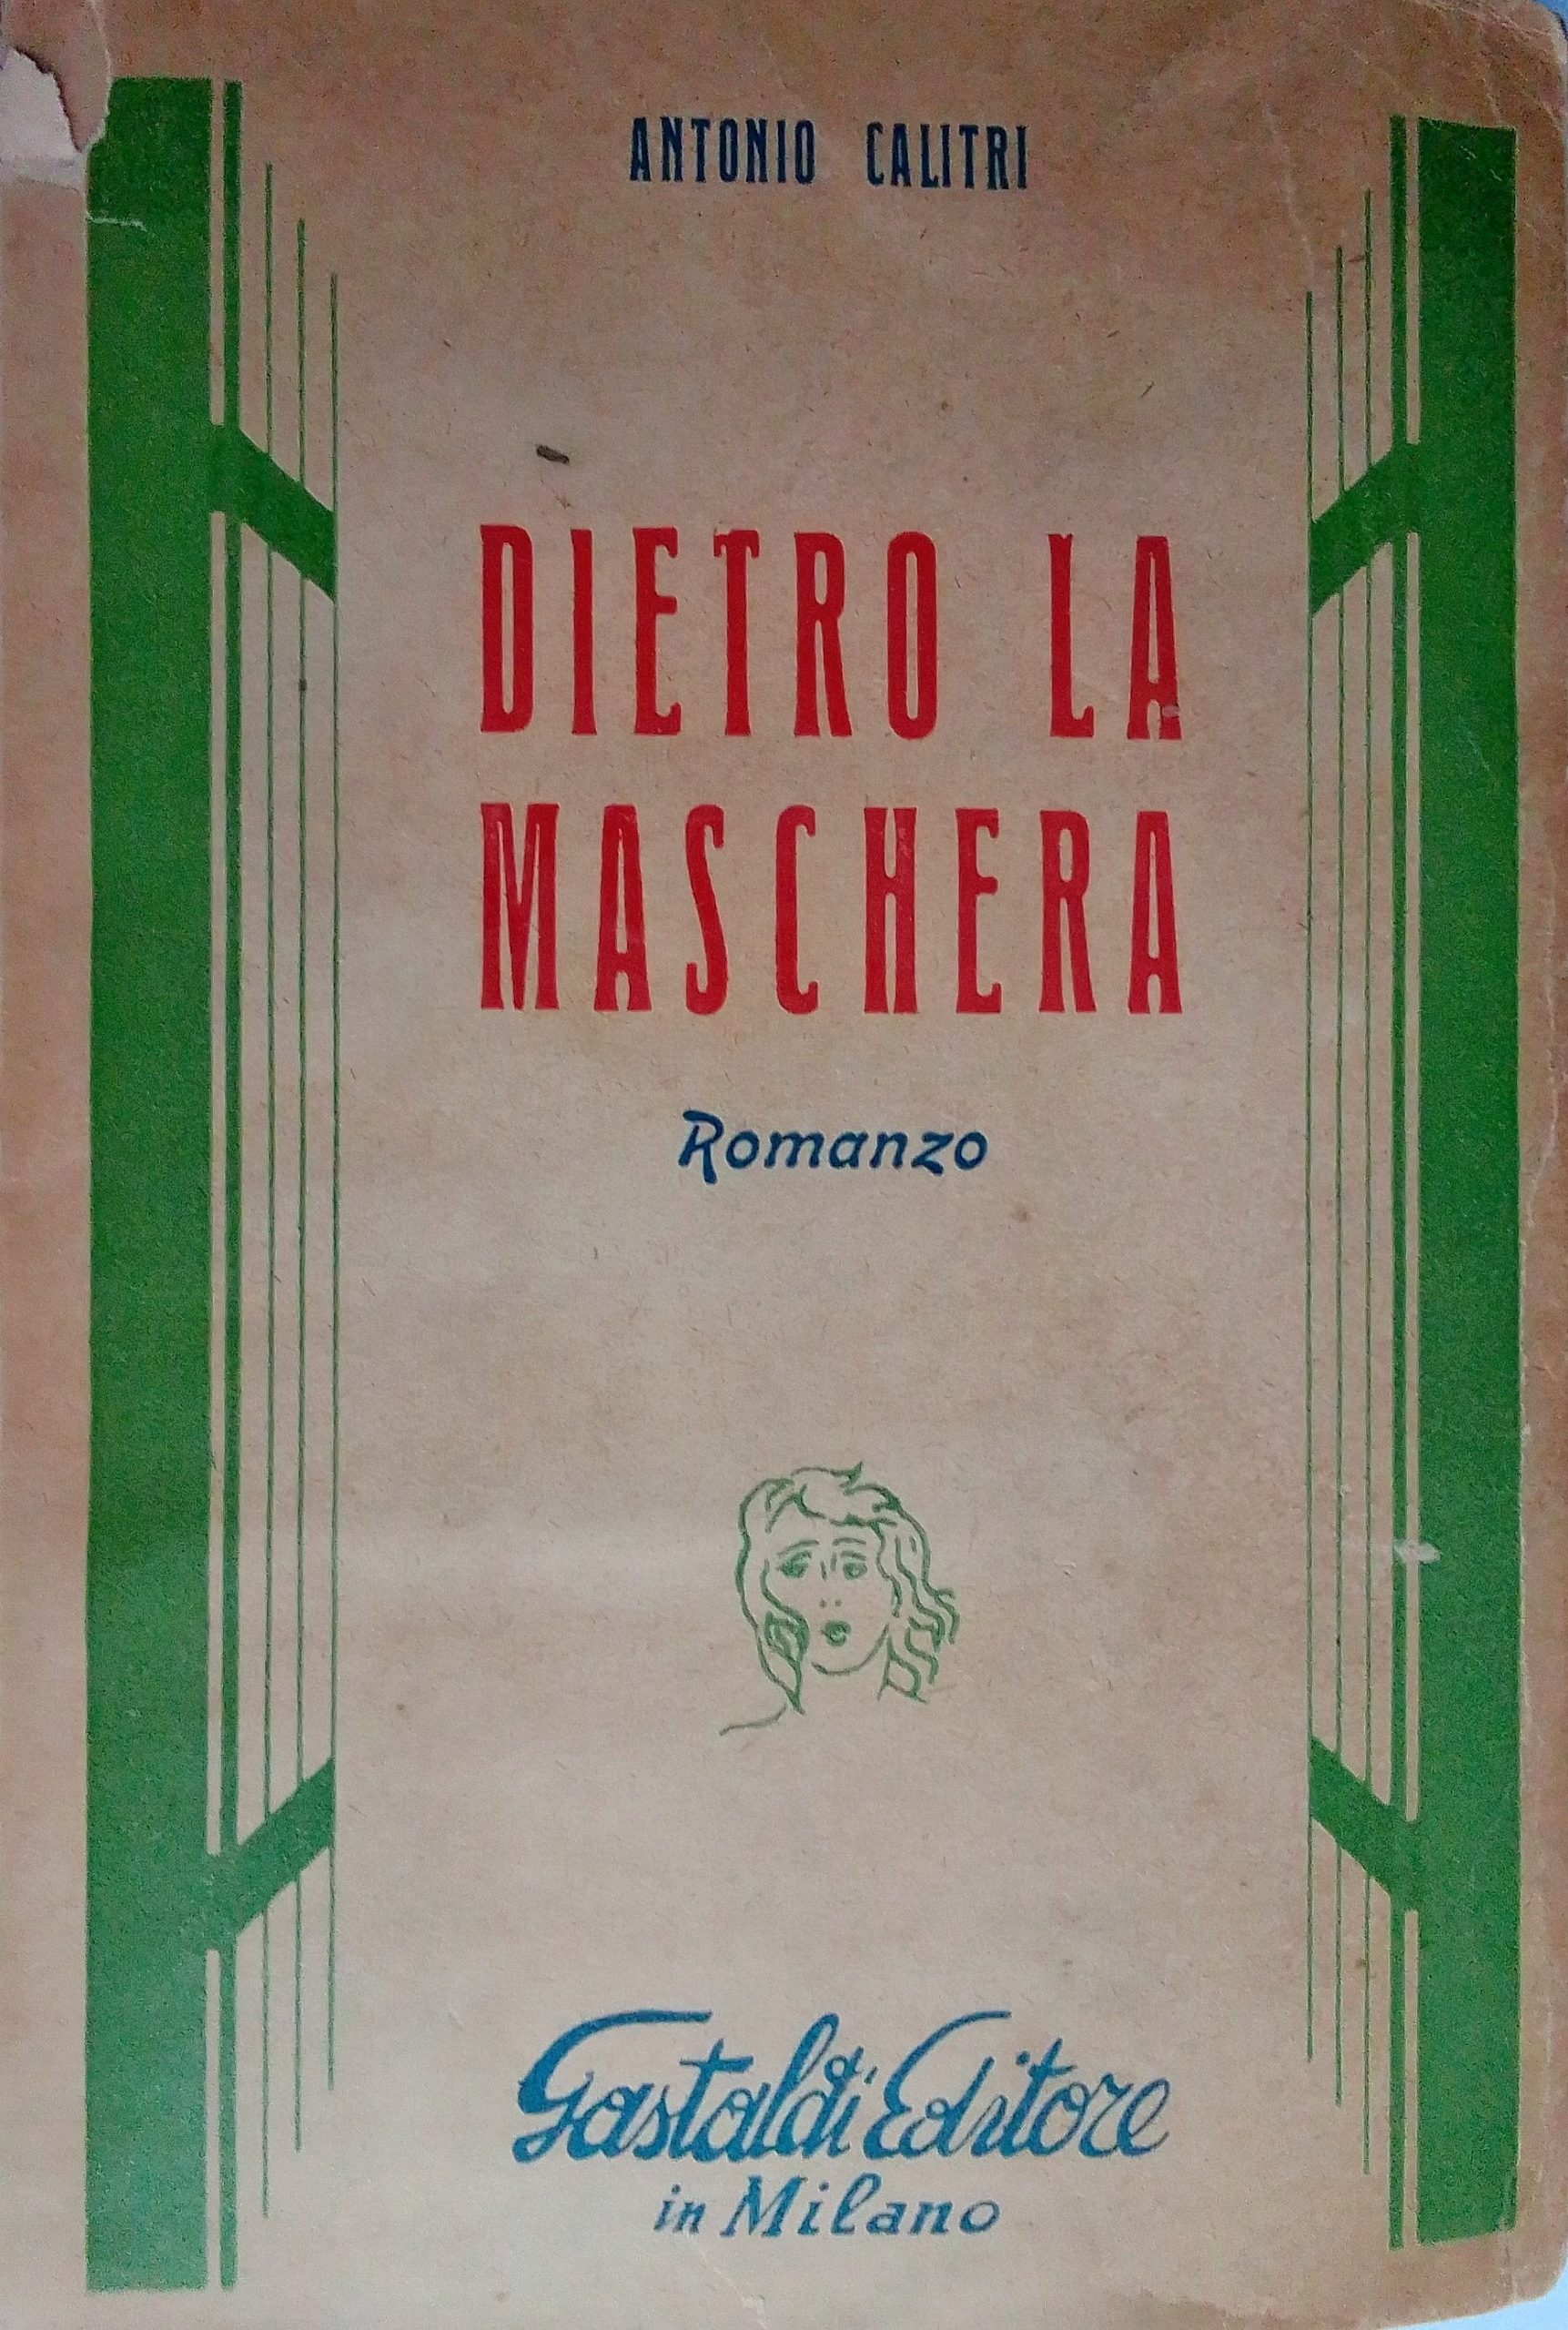 ANTONIO CALITRI
DIETRO LA
MASCHERA
Romanzo
Gastaldi Editore
in Milano